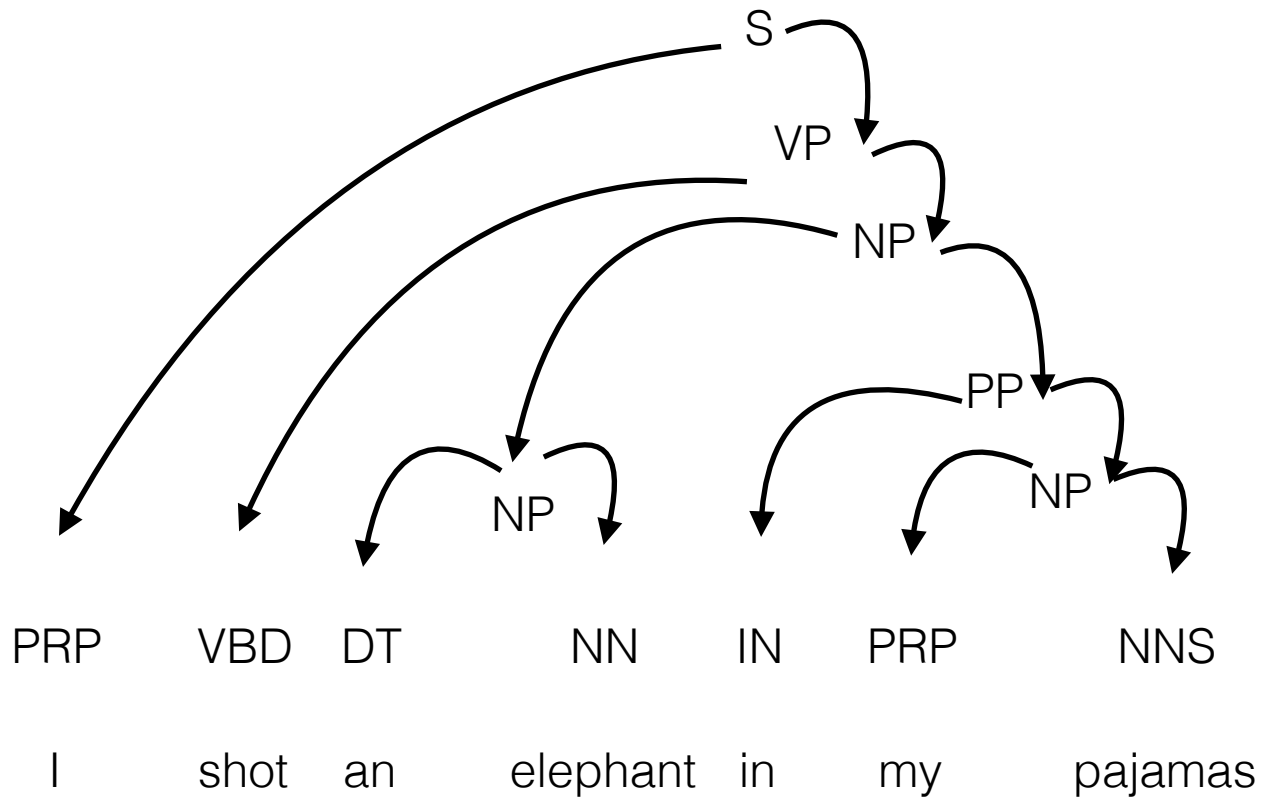 S
VP
NP
PP
NP
NP
PRP VBD DT NN IN PRP NNS
I shot an elephant in my pajamas